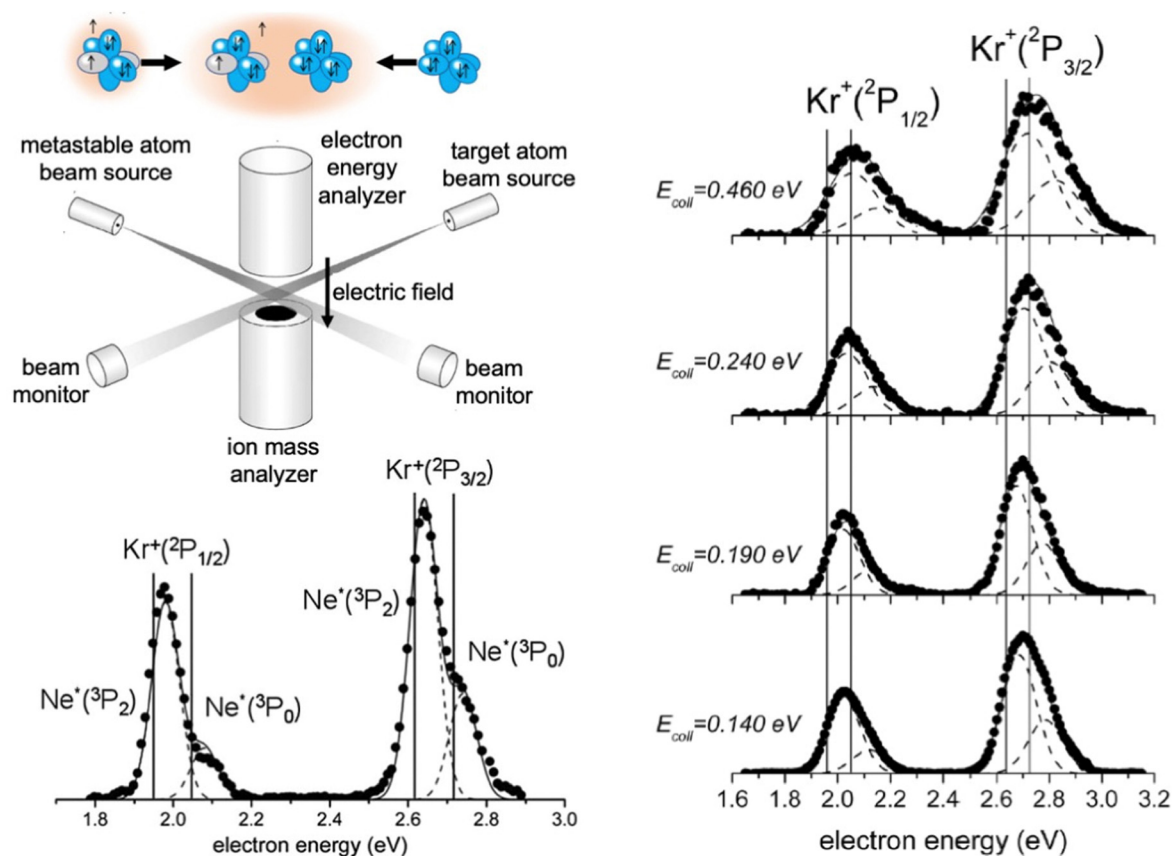 metastable atom
beam source
electron
energy
analyzer
target atom
beam source
electric field
beam
monitor
beam
monitor
ion mass
analyzer
Kr⁺(²P₃/₂)
Kr⁺(²P₁/₂)
Ne*(³P₂)
Ne*(³P₀)
Ne*(³P₂)
Ne*(³P₀)
1.8 2.0 2.2 2.4 2.6 2.8 3.0
electron energy (eV)
Kr⁺(²P₃/₂)
Kr⁺(²P₁/₂)
E_coll=0.460 eV
E_coll=0.240 eV
E_coll=0.190 eV
E_coll=0.140 eV
1.6 1.8 2.0 2.2 2.4 2.6 2.8 3.0 3.2
electron energy (eV)